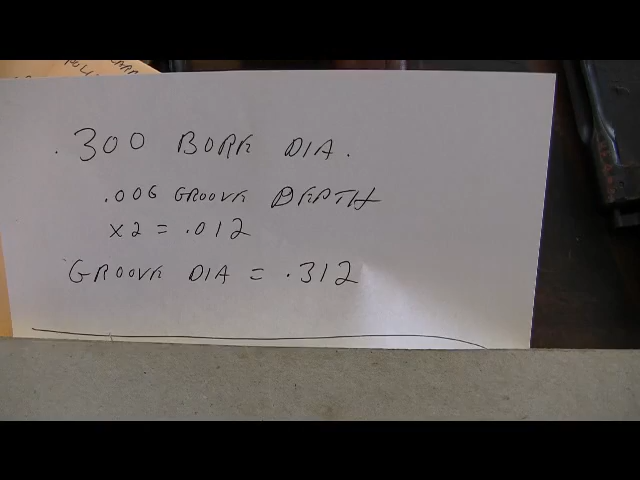 .300 BORE DIA.
.006 GROOVE DEPTH
X2 = .012
GROOVE DIA = .312